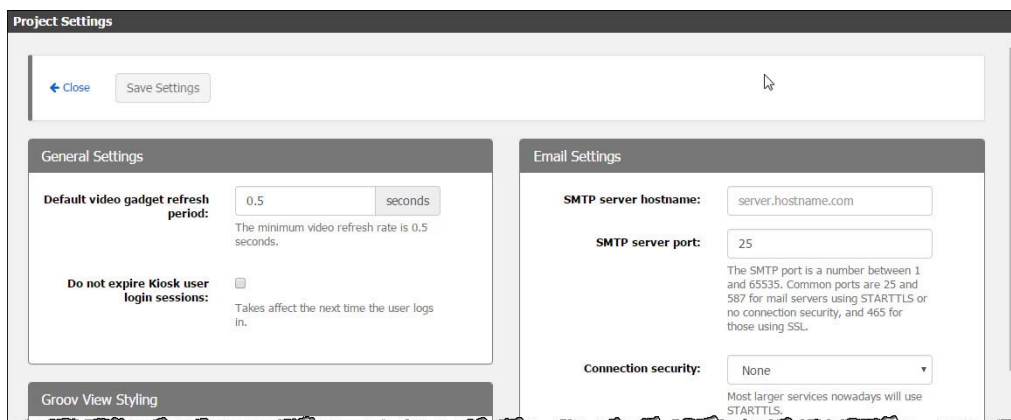 Project Settings
← Close
Save Settings
General Settings
Default video gadget refresh
period:
0.5
seconds
The minimum video refresh rate is 0.5
seconds.
Do not expire Kiosk user
login sessions:
Takes affect the next time the user logs
in.
Groov View Styling
Email Settings
SMTP server hostname:
server.hostname.com
SMTP server port:
25
The SMTP port is a number between 1
and 65535. Common ports are 25 and
587 for mail servers using STARTTLS or
no connection security, and 465 for
those using SSL.
Connection security:
None
Most larger services nowadays will use
STARTTLS.